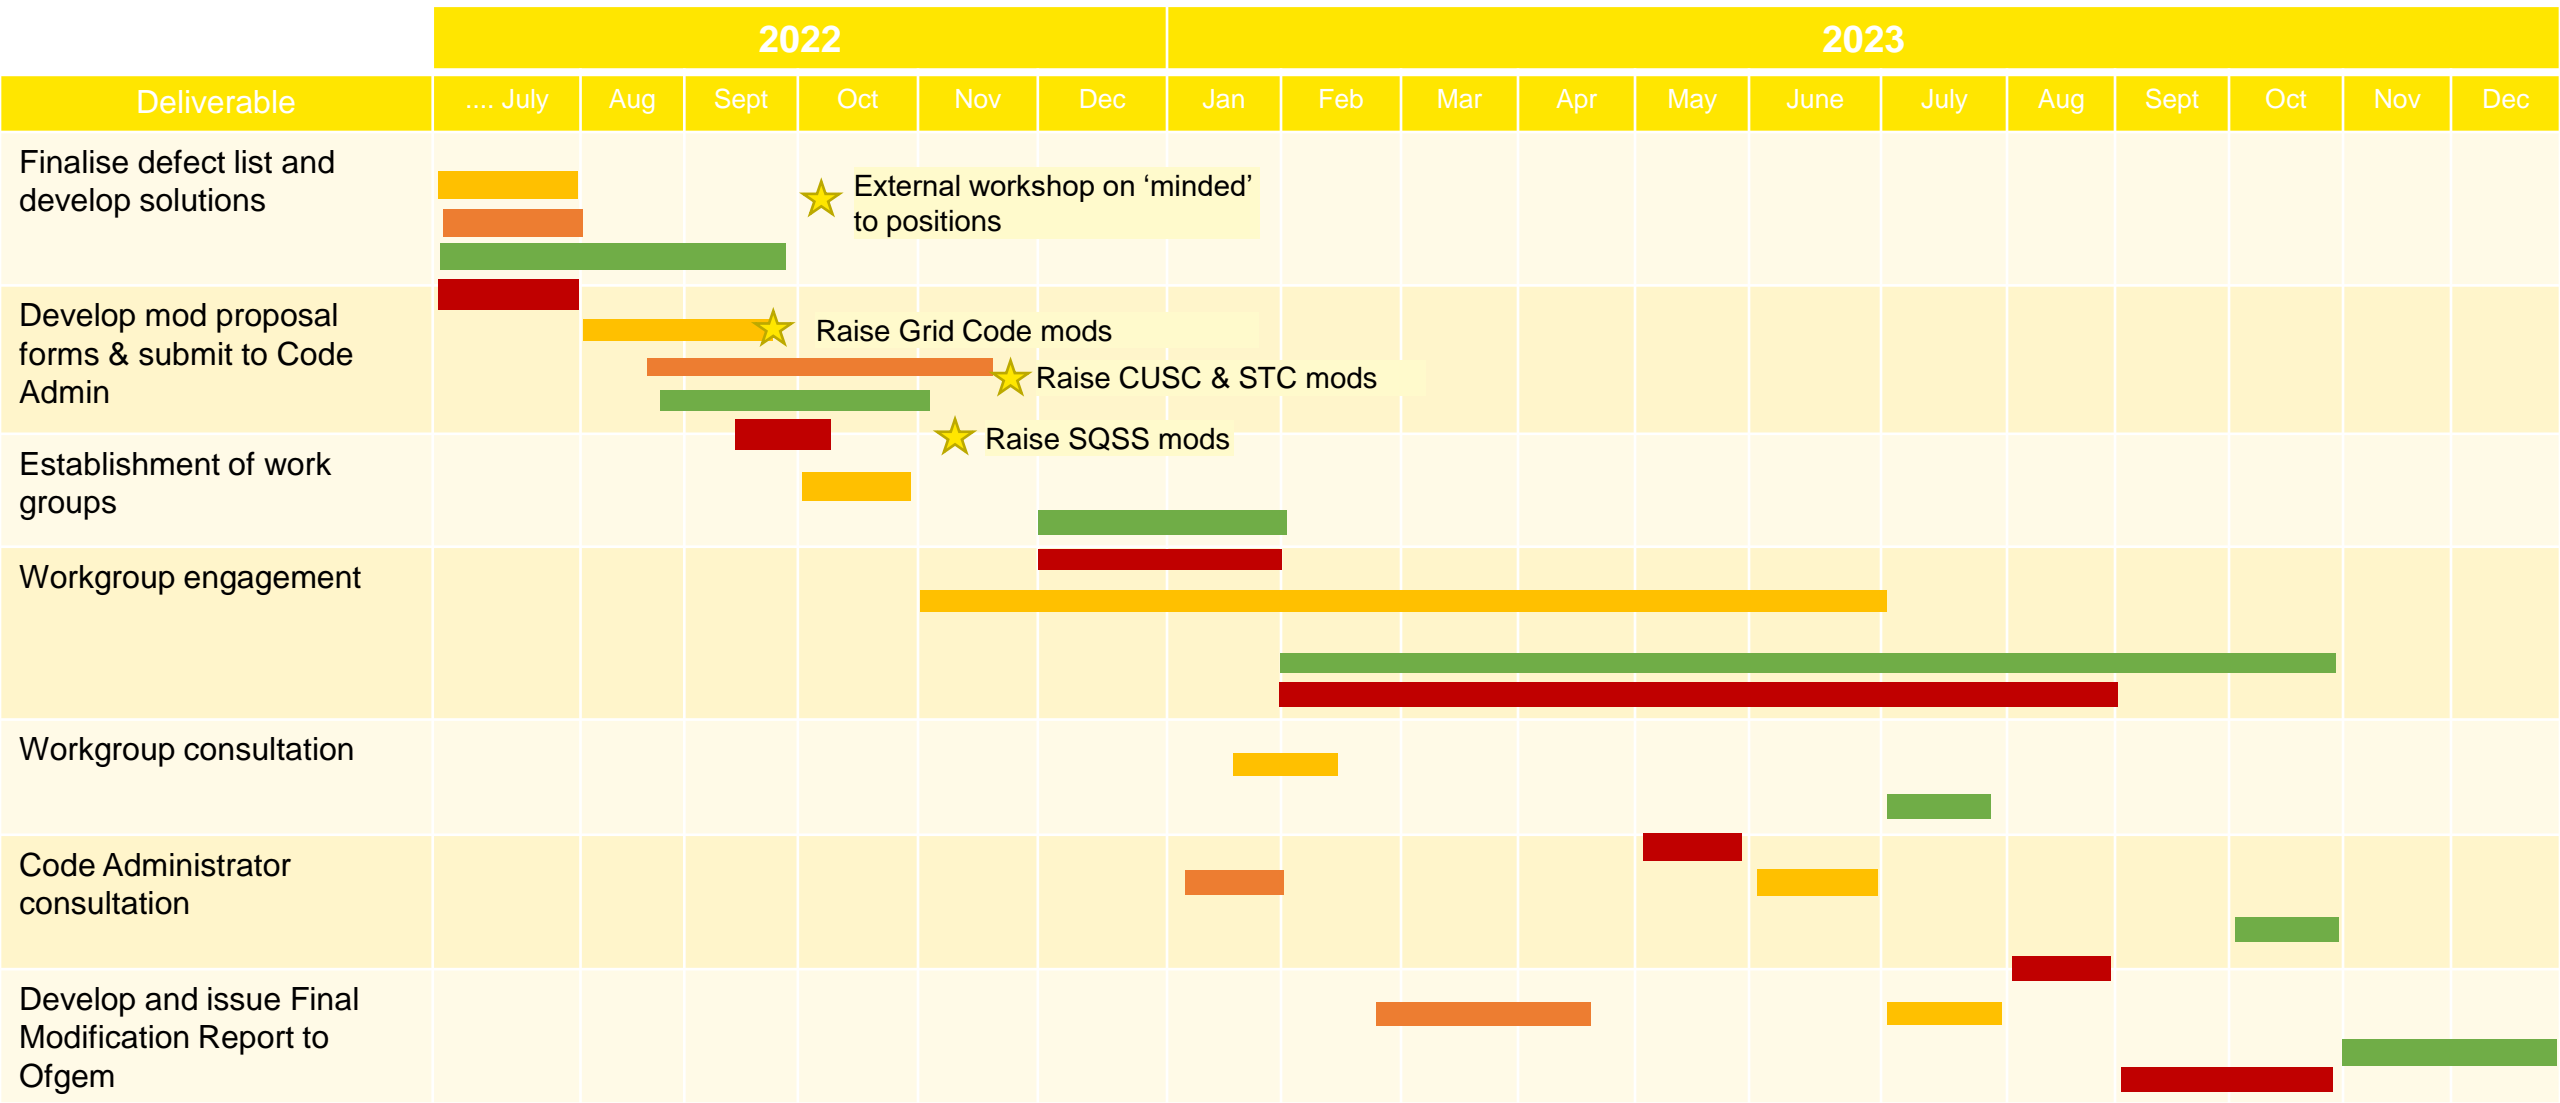 2022
2023
Deliverable
.... July
Aug
Sept
Oct
Nov
Dec
Jan
Feb
Mar
Apr
May
June
July
Aug
Sept
Oct
Nov
Dec
Finalise defect list and
develop solutions
External workshop on ‘minded’
to positions
Develop mod proposal
forms & submit to Code
Admin
Raise Grid Code mods
Raise CUSC & STC mods
Raise SQSS mods
Establishment of work
groups
Workgroup engagement
Workgroup consultation
Code Administrator
consultation
Develop and issue Final
Modification Report to
Ofgem